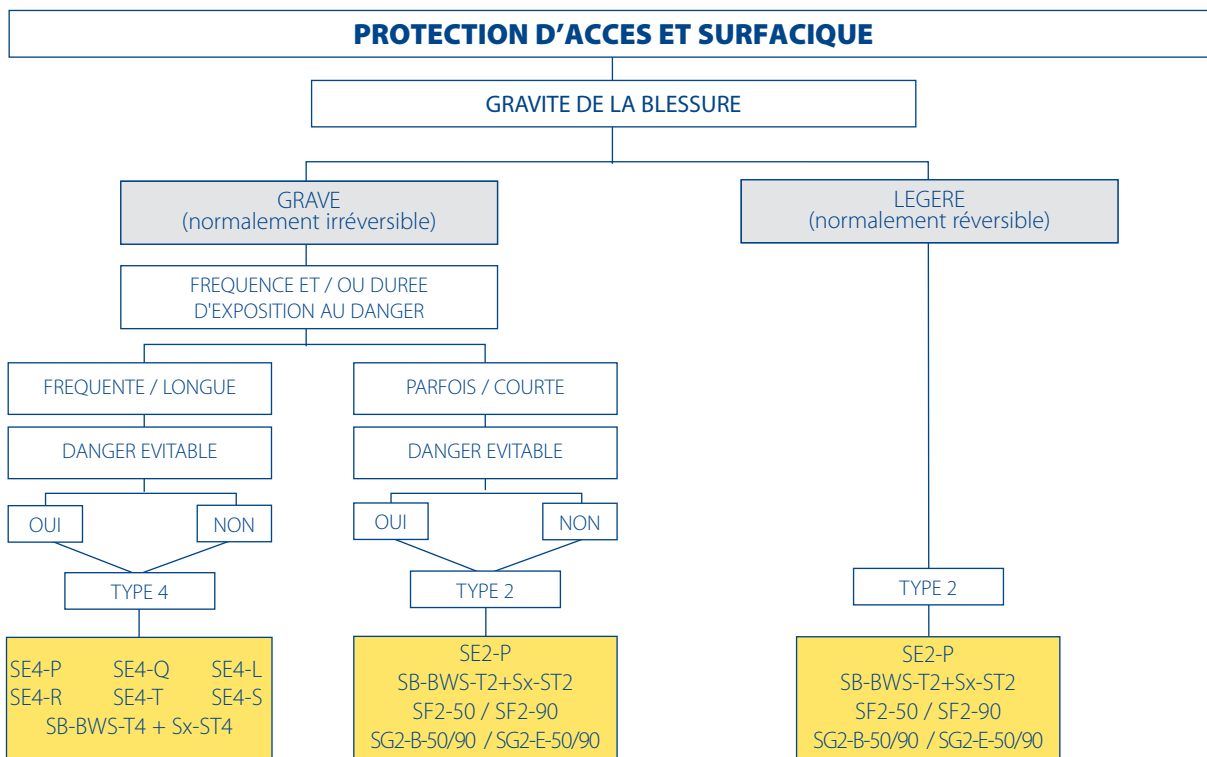 PROTECTION D'ACCES ET SURFACIQUE
GRAVITE DE LA BLESSURE
GRAVE
(normalement irréversible)
LEGERE
(normalement réversible)
FREQUENCE ET / OU DUREE
D'EXPOSITION AU DANGER
FREQUENTE / LONGUE
PARFOIS / COURTE
DANGER EVITABLE
DANGER EVITABLE
OUI
NON
OUI
NON
TYPE 4
TYPE 2
TYPE 2
SE4-P SE4-Q SE4-L
SE4-R SE4-T SE4-S
SB-BWS-T4 + Sx-ST4
SE2-P
SB-BWS-T2+Sx-ST2
SF2-50 / SF2-90
SG2-B-50/90 / SG2-E-50/90
SE2-P
SB-BWS-T2+Sx-ST2
SF2-50 / SF2-90
SG2-B-50/90 / SG2-E-50/90